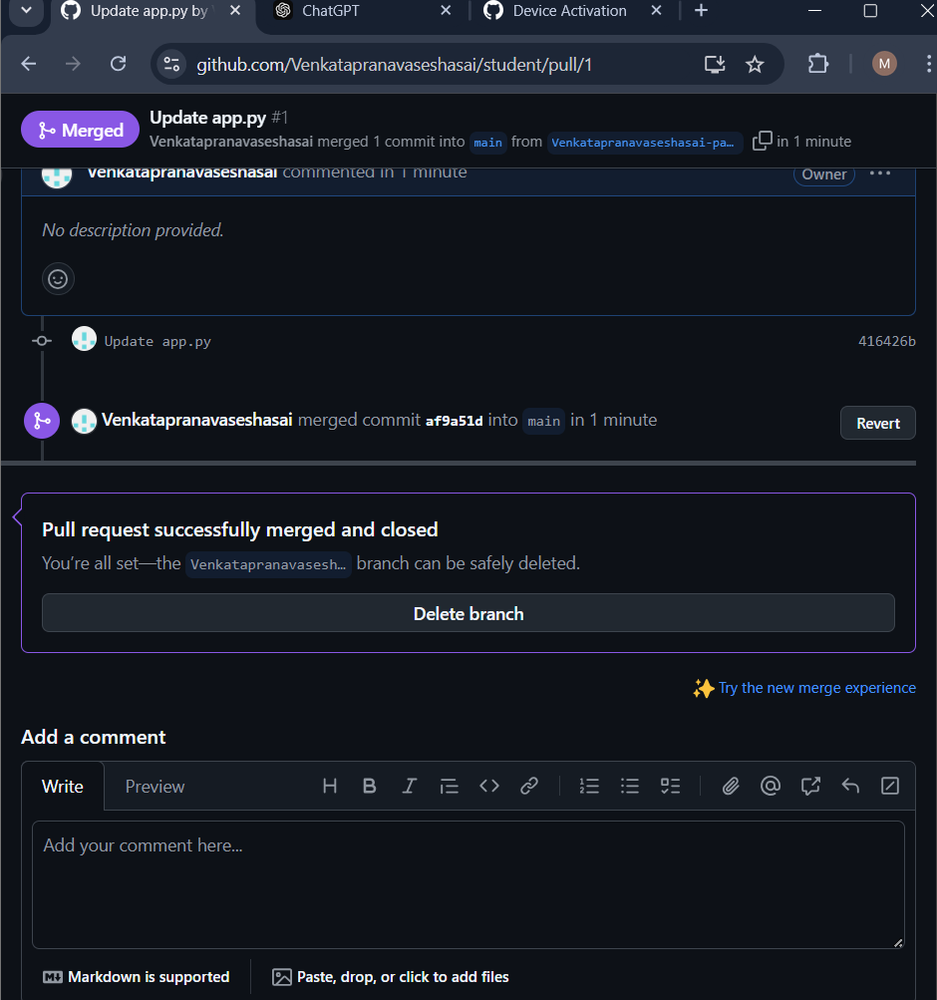 Update app.py by
ChatGPT
Device Activation
github.com/Venkatapranavaseshasai/student/pull/1
M
Merged
Update app.py #1
Venkatapranavaseshasai merged 1 commit into main from Venkatapranavaseshasai-pa… in 1 minute
Venkatapranavaseshasai commented in 1 minute
Owner
No description provided.
Update app.py
416426b
Venkatapranavaseshasai merged commit af9a51d into main in 1 minute
Revert
Pull request successfully merged and closed
You're all set—the Venkatapranavasesh… branch can be safely deleted.
Delete branch
Try the new merge experience
Add a comment
Write
Preview
Add your comment here...
Markdown is supported
Paste, drop, or click to add files